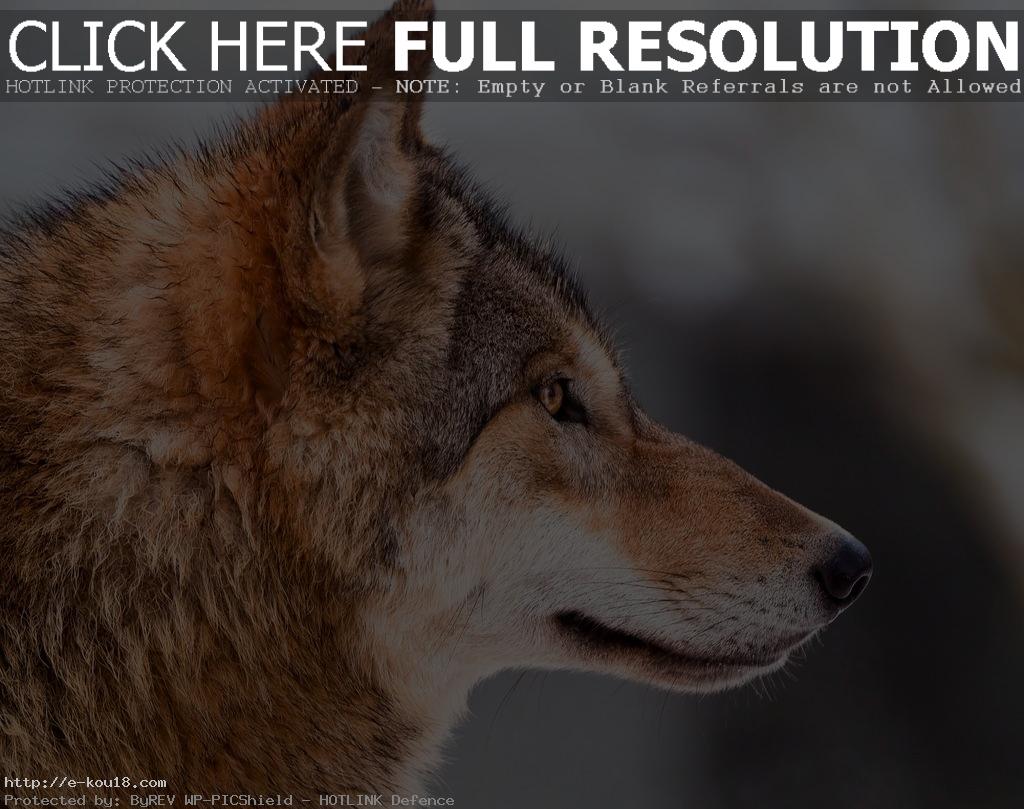 CLICK HERE FULL RESOLUTION
HOTLINK PROTECTION ACTIVATED – NOTE: Empty or Blank Referrals are not Allowed
http://e-kou18.com
Protected by: ByREV WP-PICShield – HOTLINK Defence